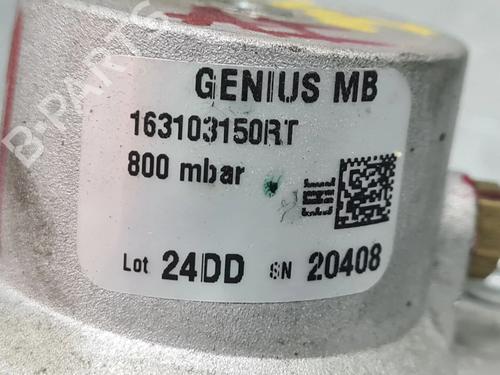 GENIUS MB
163103150RT
800 mbar
Lot 24DD SN 20408
B-PARTS